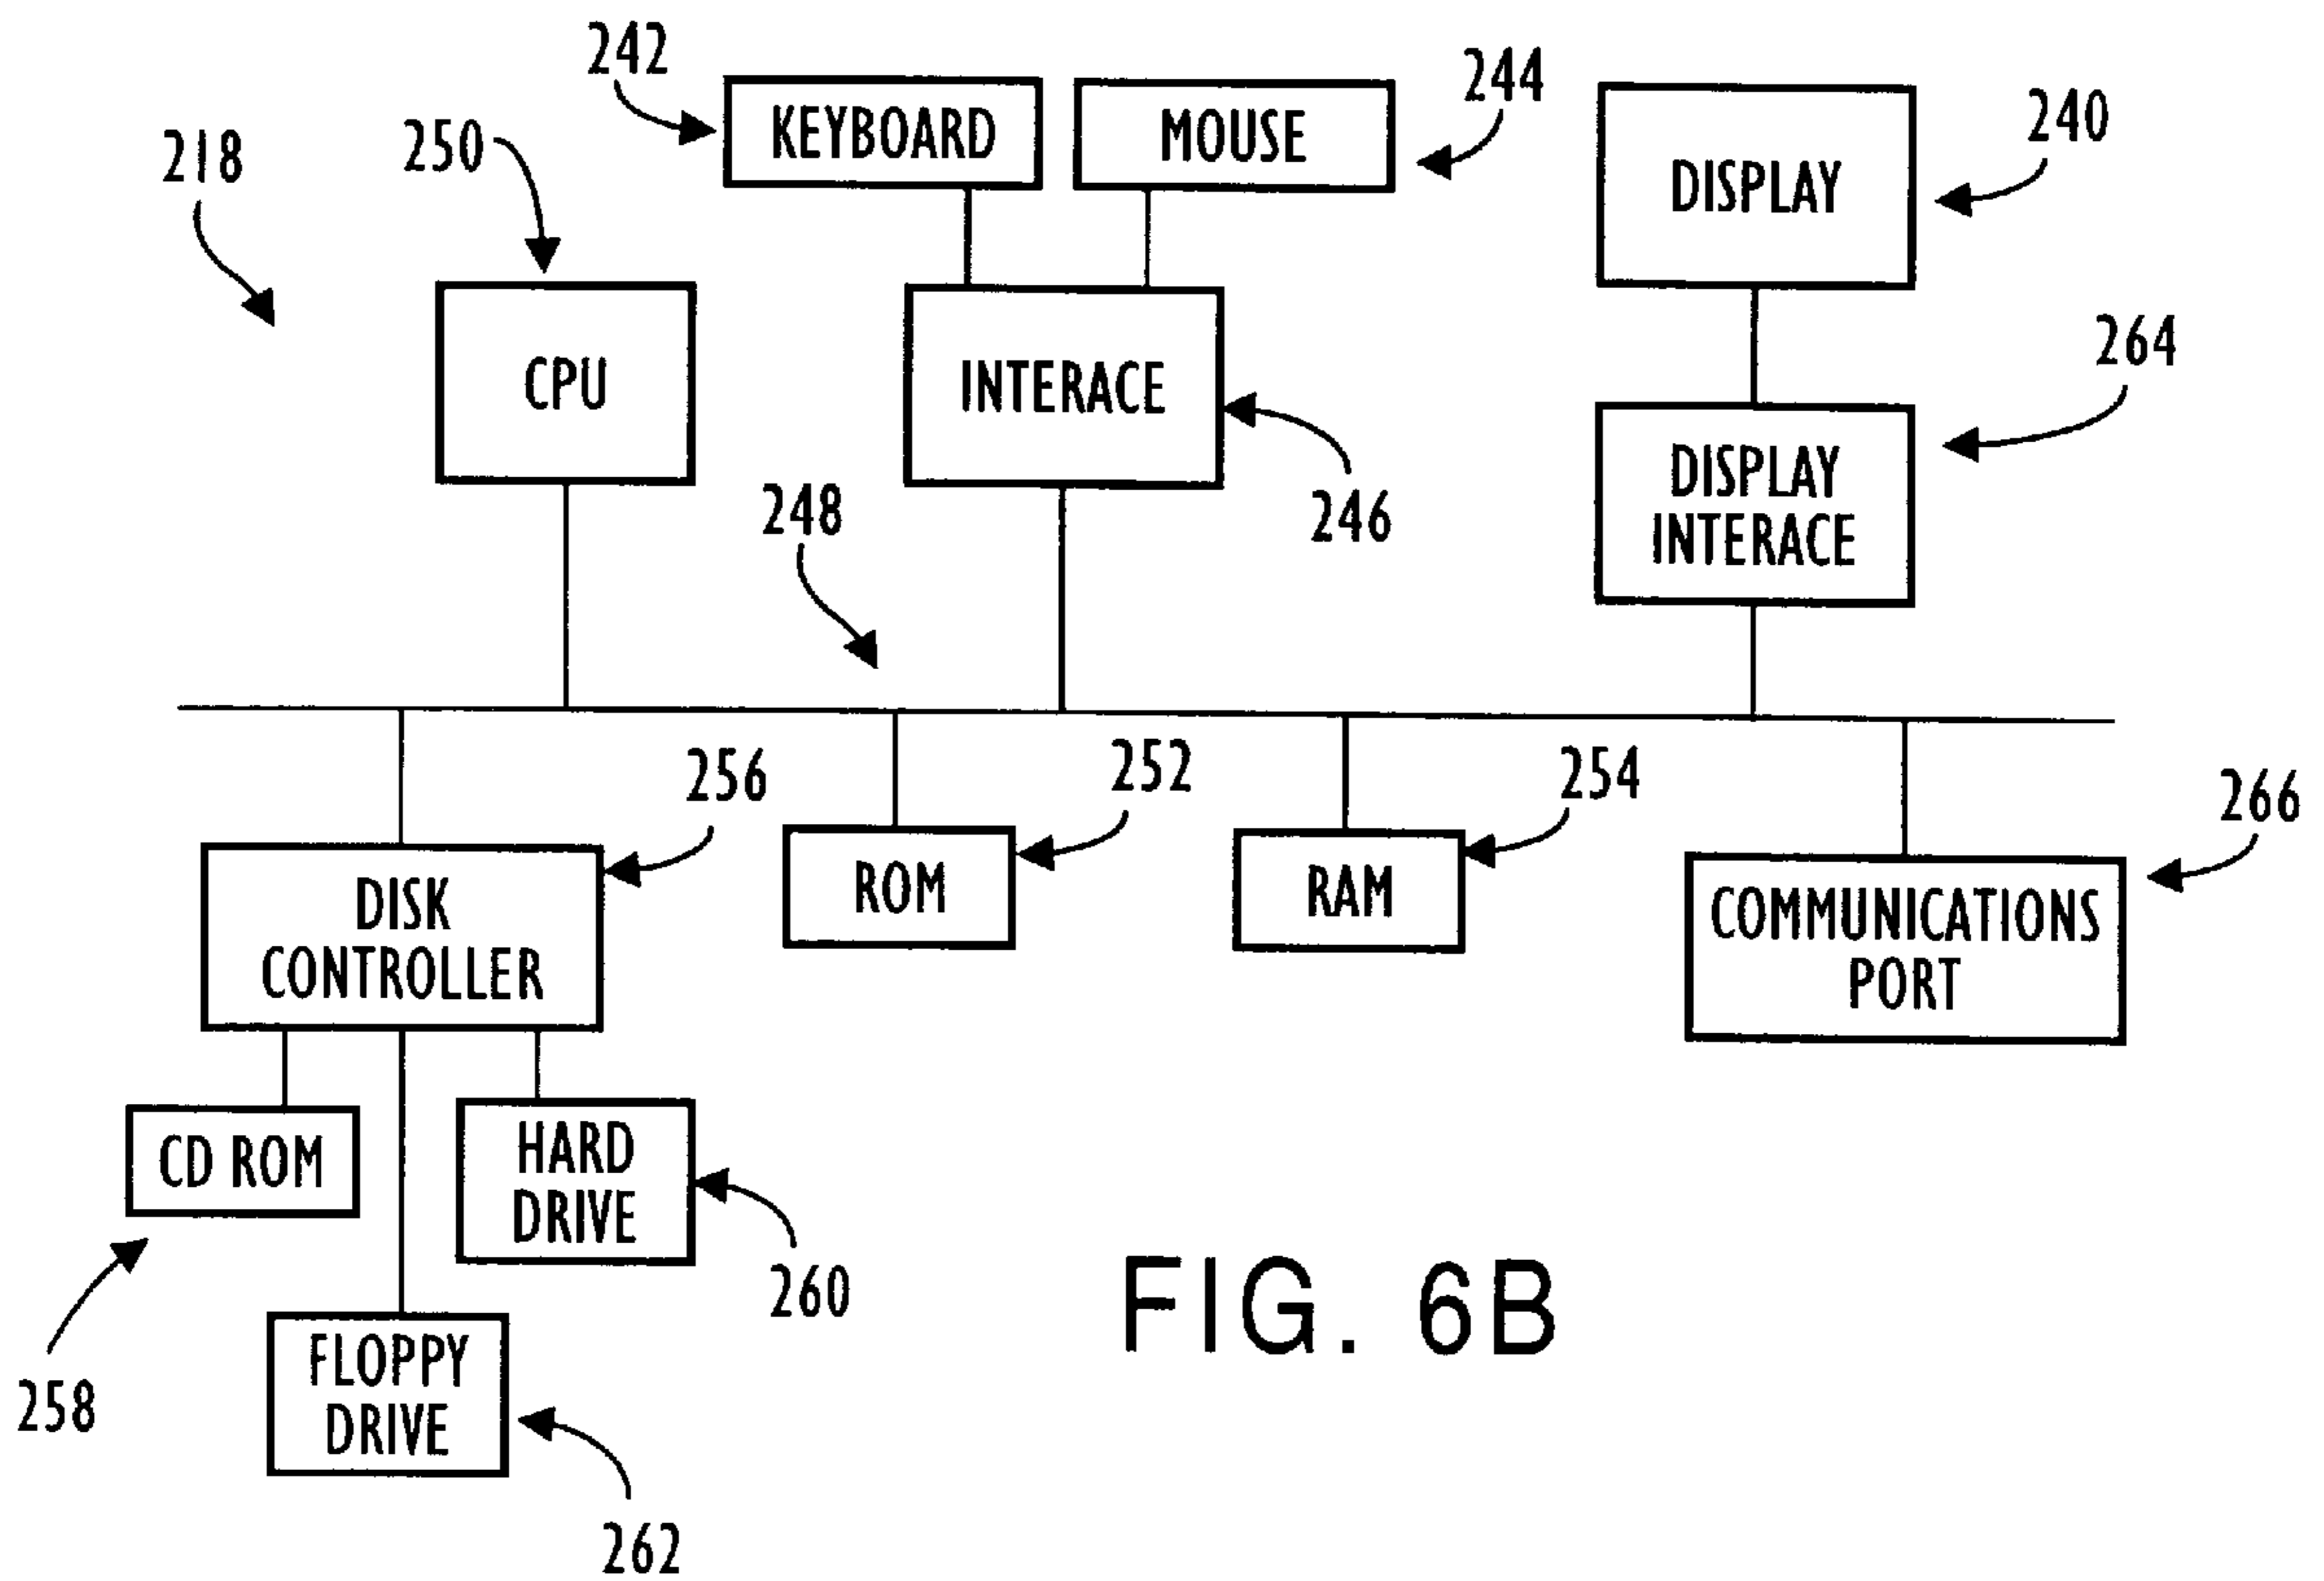 242
KEYBOARD
MOUSE
244
240
218
250
DISPLAY
CPU
INTERACE
264
248
246
DISPLAY
INTERACE
256
252
254
266
DISK
CONTROLLER
ROM
RAM
COMMUNICATIONS
PORT
CD ROM
HARD
DRIVE
258
260
FLOPPY
DRIVE
262
FIG. 6B